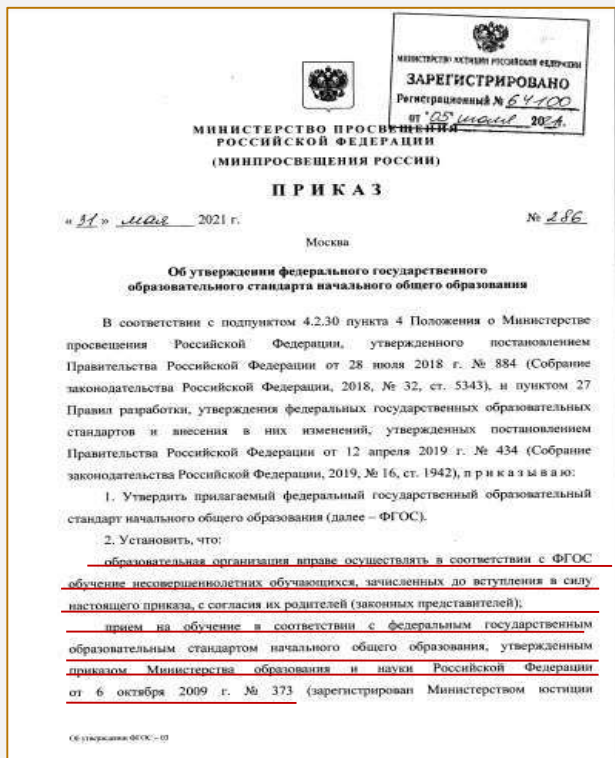 МИНИСТЕРСТВО ЮСТИЦИИ РОССИЙСКОЙ ФЕДЕРАЦИИ
ЗАРЕГИСТРИРОВАНО
Регистрационный № 64100
от "05 июля 2021.
МИНИСТЕРСТВО ПРОСВЕЩЕНИЯ
РОССИЙСКОЙ ФЕДЕРАЦИИ
(МИНПРОСВЕЩЕНИЯ РОССИИ)
ПРИКАЗ
« 31 » мая 2021 г.
№ 286
Москва
Об утверждении федерального государственного
образовательного стандарта начального общего образования
В соответствии с подпунктом 4.2.30 пункта 4 Положения о Министерстве
просвещения Российской Федерации, утвержденного постановлением
Правительства Российской Федерации от 28 июля 2018 г. № 884 (Собрание
законодательства Российской Федерации, 2018, № 32, ст. 5343), и пунктом 27
Правил разработки, утверждения федеральных государственных образовательных
стандартов и внесения в них изменений, утвержденных постановлением
Правительства Российской Федерации от 12 апреля 2019 г. № 434 (Собрание
законодательства Российской Федерации, 2019, № 16, ст. 1942), п р и к а з ы в а ю:
1. Утвердить прилагаемый федеральный государственный образовательный
стандарт начального общего образования (далее – ФГОС).
2. Установить, что:
образовательная организация вправе осуществлять в соответствии с ФГОС
обучение несовершеннолетних обучающихся, зачисленных до вступления в силу
настоящего приказа, с согласия их родителей (законных представителей);
прием на обучение в соответствии с федеральным государственным
образовательным стандартом начального общего образования, утвержденным
приказом Министерства образования и науки Российской Федерации
от 6 октября 2009 г. № 373 (зарегистрирован Министерством юстиции
Об утверждении ФГОС – 03